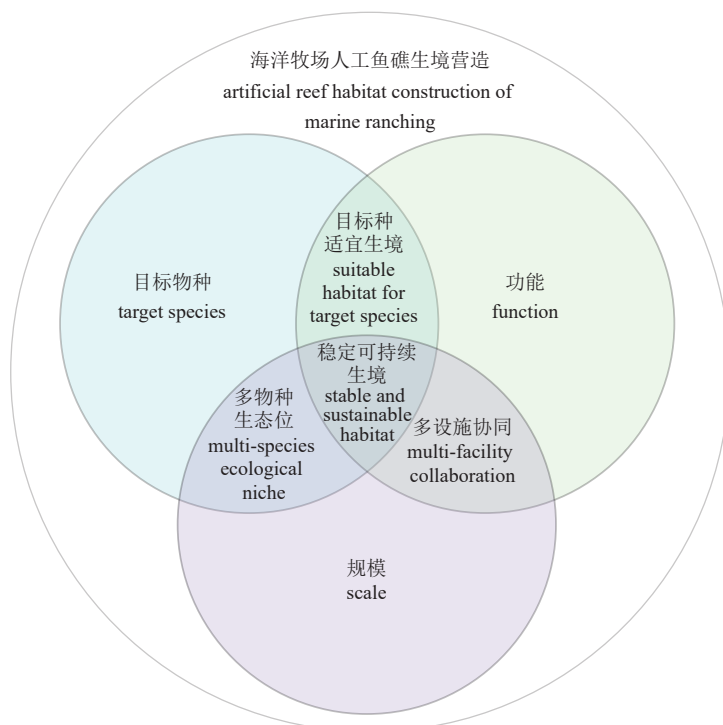 海洋牧场人工鱼礁生境营造
artificial reef habitat construction of
marine ranching
目标种
适宜生境
suitable
habitat for
target species
目标物种
target species
功能
function
稳定可持续
生境
stable and
sustainable
habitat
多物种
生态位
multi-species
ecological
niche
多设施协同
multi-facility
collaboration
规模
scale